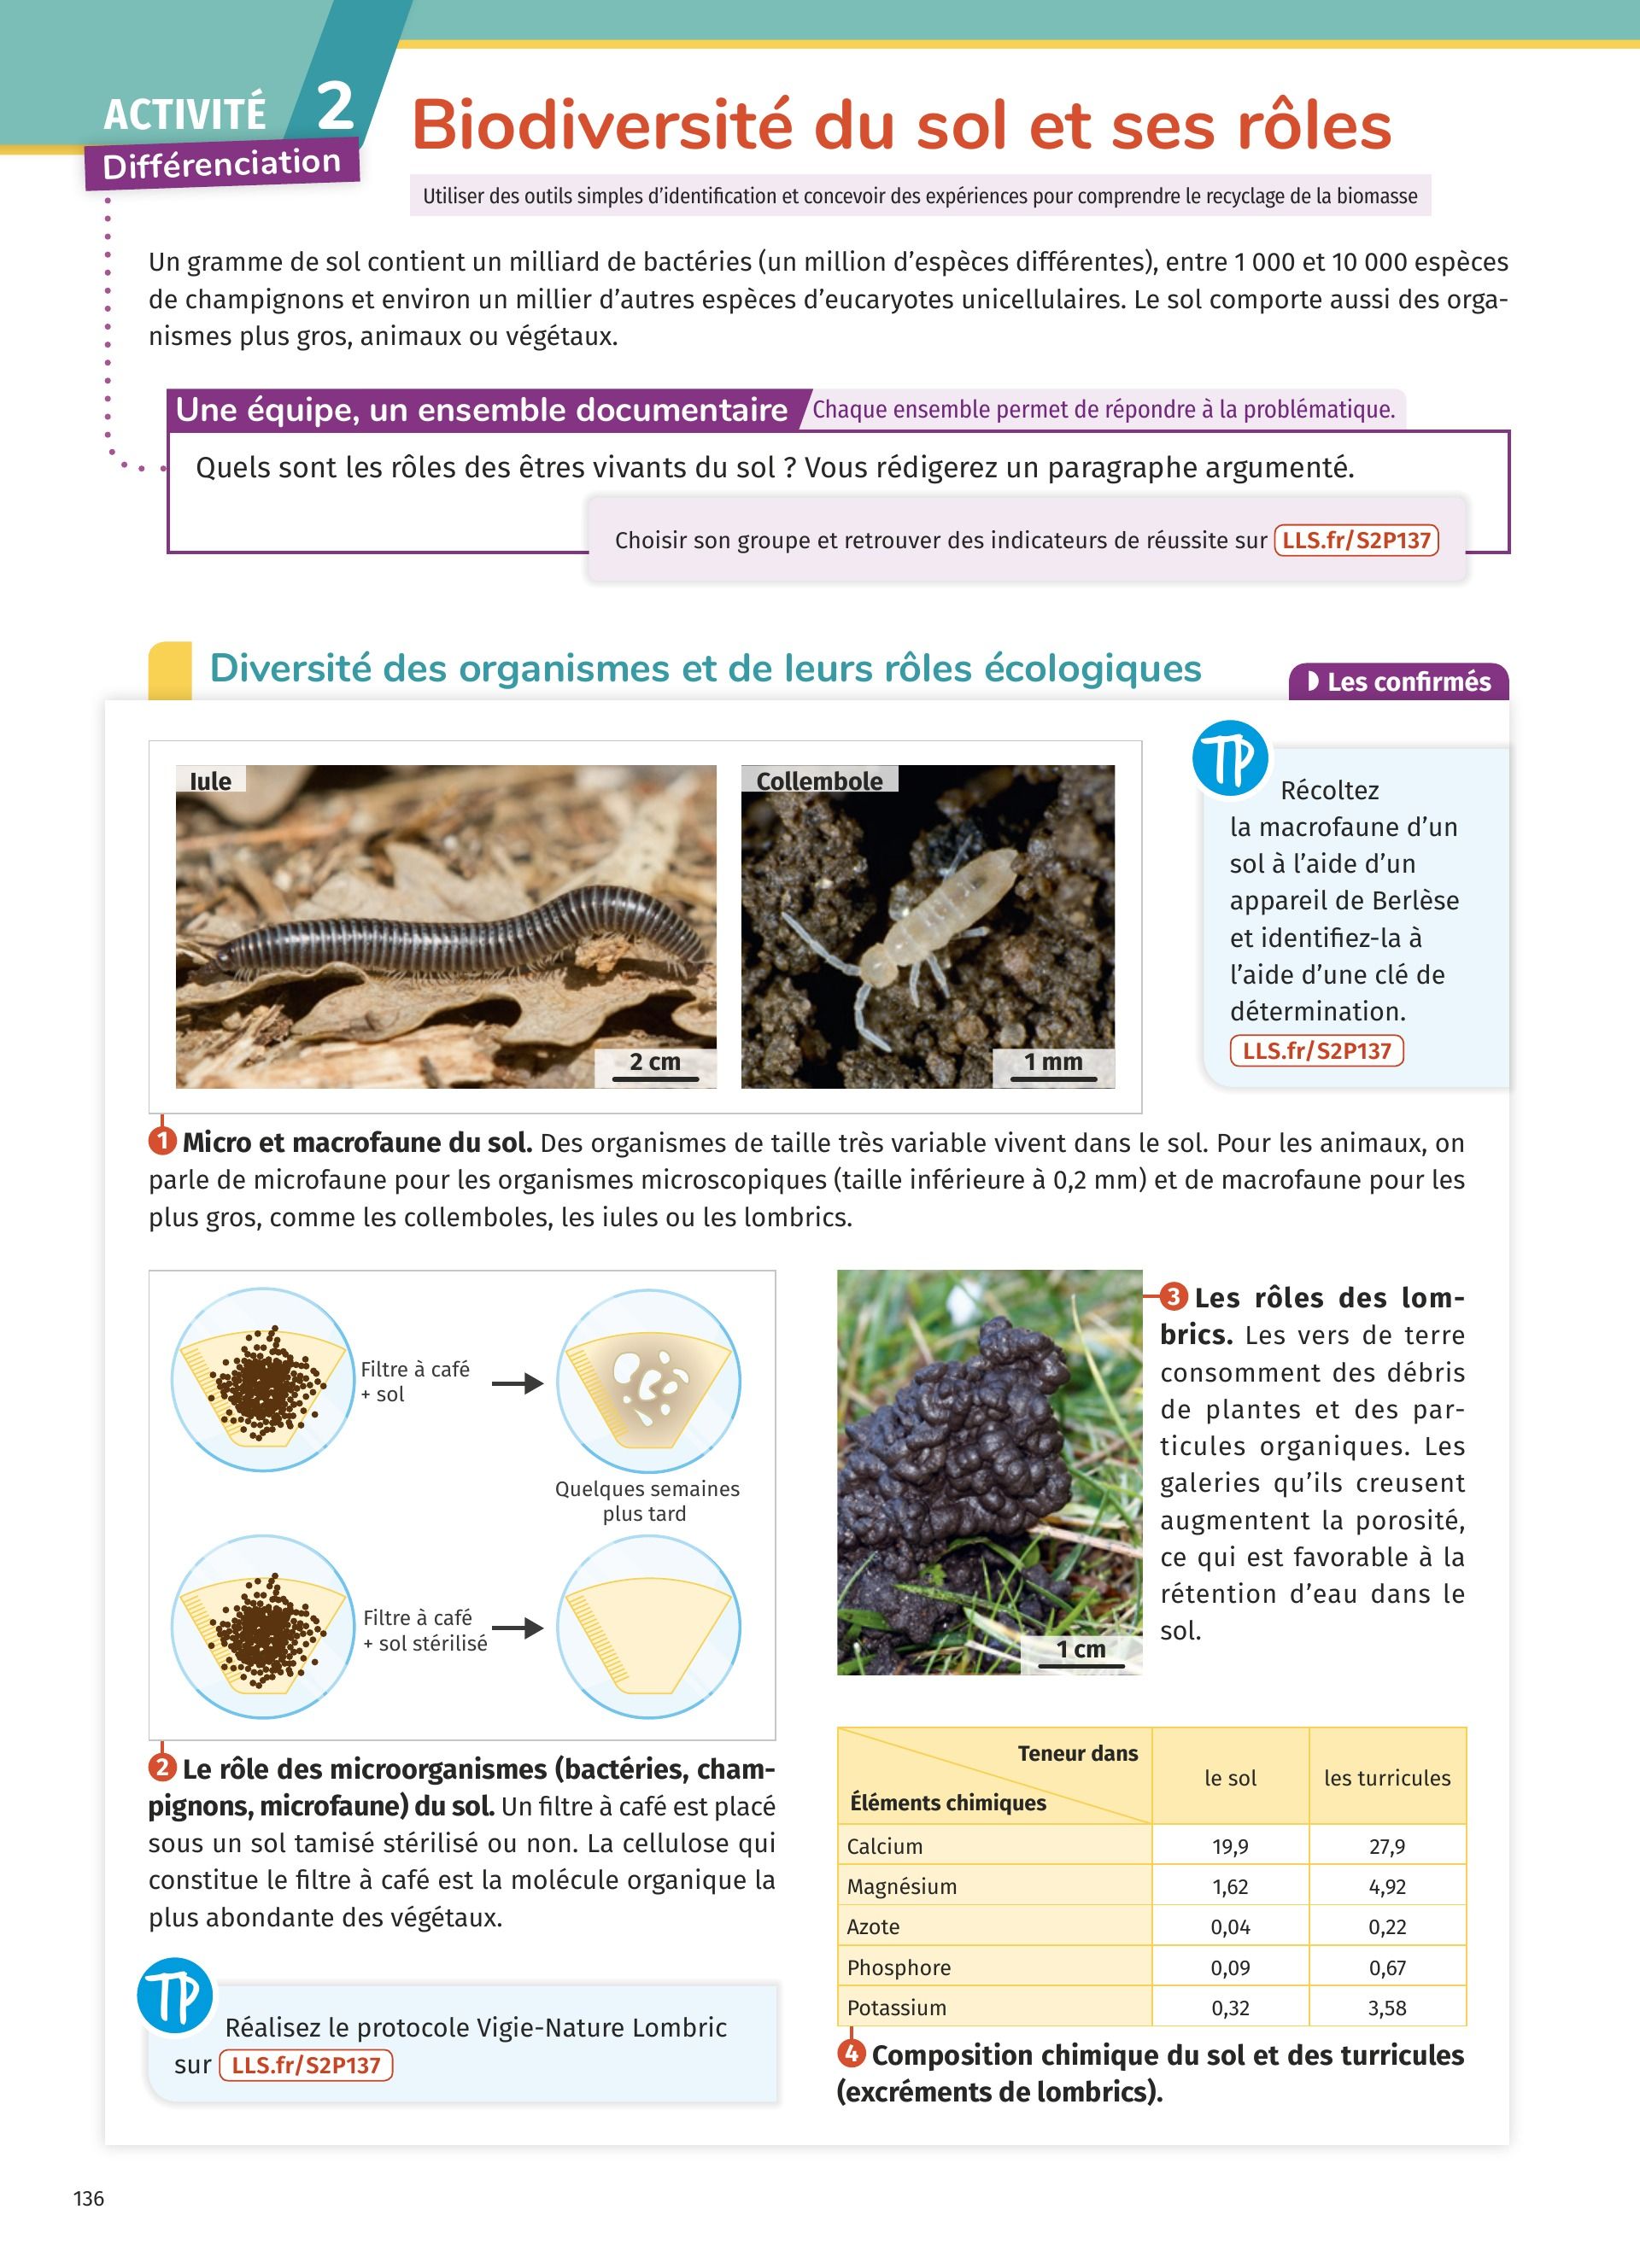 ACTIVITÉ 2
Différenciation
Biodiversité du sol et ses rôles
Utiliser des outils simples d’identification et concevoir des expériences pour comprendre le recyclage de la biomasse
Un gramme de sol contient un milliard de bactéries (un million d’espèces différentes), entre 1 000 et 10 000 espèces
de champignons et environ un millier d’autres espèces d’eucaryotes unicellulaires. Le sol comporte aussi des orga-
nismes plus gros, animaux ou végétaux.
Une équipe, un ensemble documentaire
Chaque ensemble permet de répondre à la problématique.
Quels sont les rôles des êtres vivants du sol ? Vous rédigerez un paragraphe argumenté.
Choisir son groupe et retrouver des indicateurs de réussite sur LLS.fr/S2P137
Diversité des organismes et de leurs rôles écologiques
Les confirmés
Iule
2 cm
Collembole
1 mm
TP
Récoltez
la macrofaune d’un
sol à l’aide d’un
appareil de Berlèse
et identifiez-la à
l’aide d’une clé de
détermination.
LLS.fr/S2P137
1 Micro et macrofaune du sol. Des organismes de taille très variable vivent dans le sol. Pour les animaux, on
parle de microfaune pour les organismes microscopiques (taille inférieure à 0,2 mm) et de macrofaune pour les
plus gros, comme les collemboles, les iules ou les lombrics.
Filtre à café
+ sol
Quelques semaines
plus tard
Filtre à café
+ sol stérilisé
2 Le rôle des microorganismes (bactéries, cham-
pignons, microfaune) du sol. Un filtre à café est placé
sous un sol tamisé stérilisé ou non. La cellulose qui
constitue le filtre à café est la molécule organique la
plus abondante des végétaux.
TP
Réalisez le protocole Vigie-Nature Lombric
sur LLS.fr/S2P137
1 cm
3 Les rôles des lom-
brics. Les vers de terre
consomment des débris
de plantes et des par-
ticules organiques. Les
galeries qu’ils creusent
augmentent la porosité,
ce qui est favorable à la
rétention d’eau dans le
sol.
Teneur dans
Éléments chimiques
le sol
les turricules
Calcium 19,9 27,9
Magnésium 1,62 4,92
Azote 0,04 0,22
Phosphore 0,09 0,67
Potassium 0,32 3,58
4 Composition chimique du sol et des turricules
(excréments de lombrics).
136